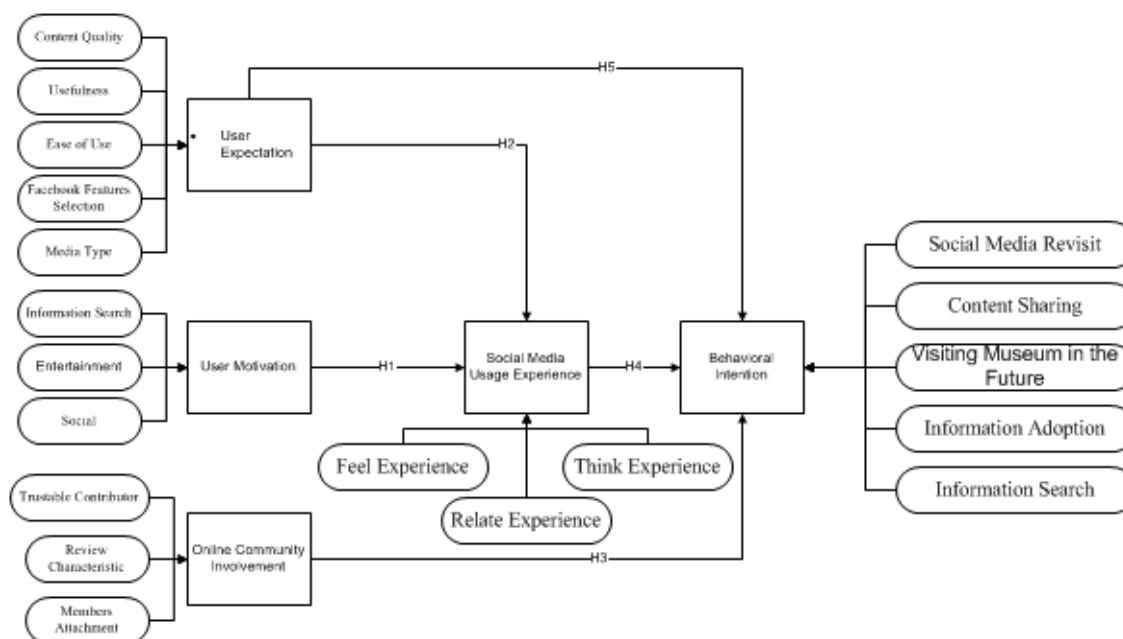 Content Quality
Usefulness
Ease of Use
Facebook Features
Selection
Media Type
User
Expectation
H5
H2
Information Search
Entertainment
Social
User Motivation
H1
Social Media
Usage Experience
H4
Behavioral
Intention
Feel Experience
Think Experience
Relate Experience
Trustable Contributor
Review
Characteristic
Members
Attachment
Online Community
Involvement
H3
Social Media Revisit
Content Sharing
Visiting Museum in the
Future
Information Adoption
Information Search